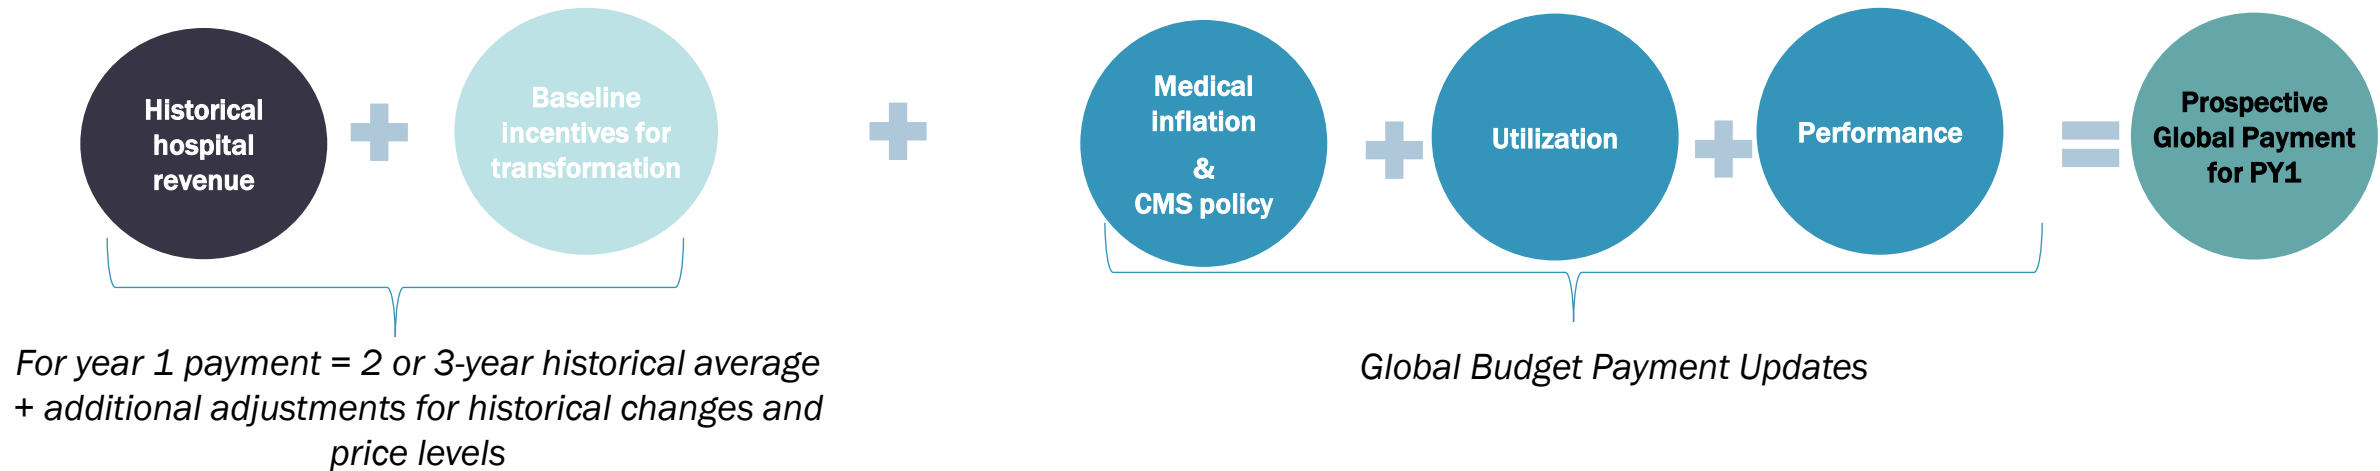 Historical
hospital
revenue
Baseline
incentives for
transformation
Medical
inflation
&
CMS policy
Utilization
Performance
Prospective
Global Payment
for PY1
For year 1 payment = 2 or 3-year historical average
+ additional adjustments for historical changes and
price levels
Global Budget Payment Updates